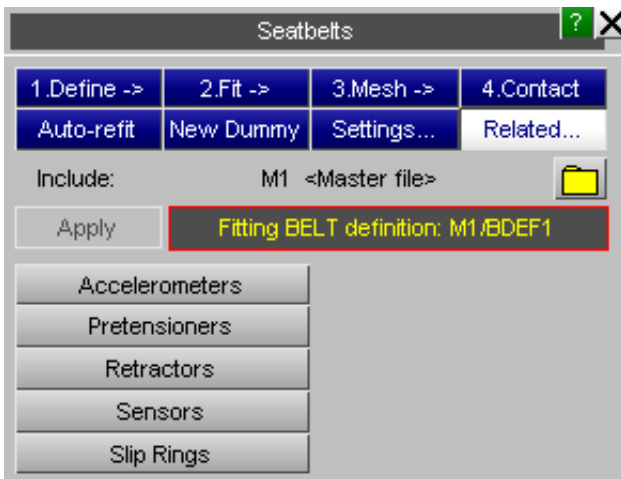 Seatbelts ? X
1.Define -> 2.Fit -> 3.Mesh -> 4.Contact
Auto-refit New Dummy Settings... Related...
Include: M1 <Master file>
Apply Fitting BELT definition: M1/BDEF1
Accelerometers
Pretensioners
Retractors
Sensors
Slip Rings